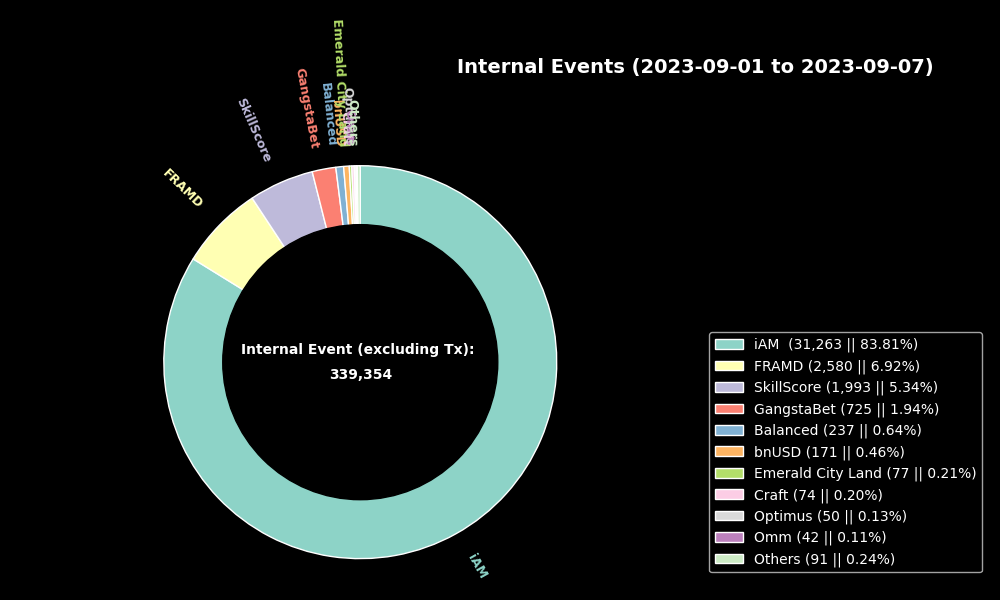 Internal Events (2023-09-01 to 2023-09-07)
Emerald City Land
Others
Optimus
GangstaBet
Balanced
bnUSD
SkillScore
FRAMD
Internal Event (excluding Tx):
339,354
iAM
iAM (31,263 || 83.81%)
FRAMD (2,580 || 6.92%)
SkillScore (1,993 || 5.34%)
GangstaBet (725 || 1.94%)
Balanced (237 || 0.64%)
bnUSD (171 || 0.46%)
Emerald City Land (77 || 0.21%)
Craft (74 || 0.20%)
Optimus (50 || 0.13%)
Omm (42 || 0.11%)
Others (91 || 0.24%)